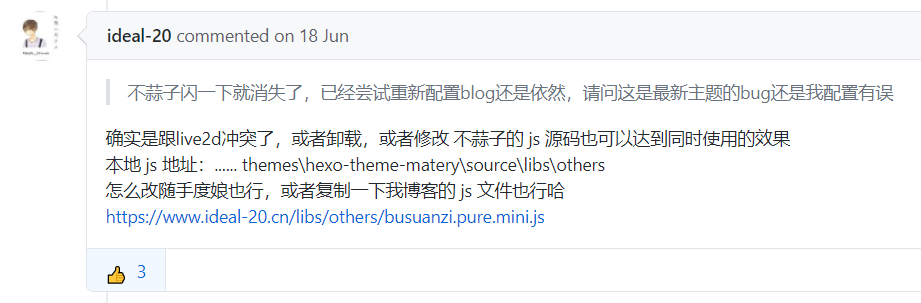 ideal-20 commented on 18 Jun
不蒜子闪一下就消失了，已经尝试重新配置blog还是依然，请问这是最新主题的bug还是我配置有误
确实是跟live2d冲突了，或者卸载，或者修改 不蒜子的 js 源码也可以达到同时使用的效果
本地 js 地址：...... themes\hexo-theme-matery\source\libs\others
怎么改随手度娘也行，或者复制一下我博客的 js 文件也行哈
https://www.ideal-20.cn/libs/others/busuanzi.pure.mini.js
3